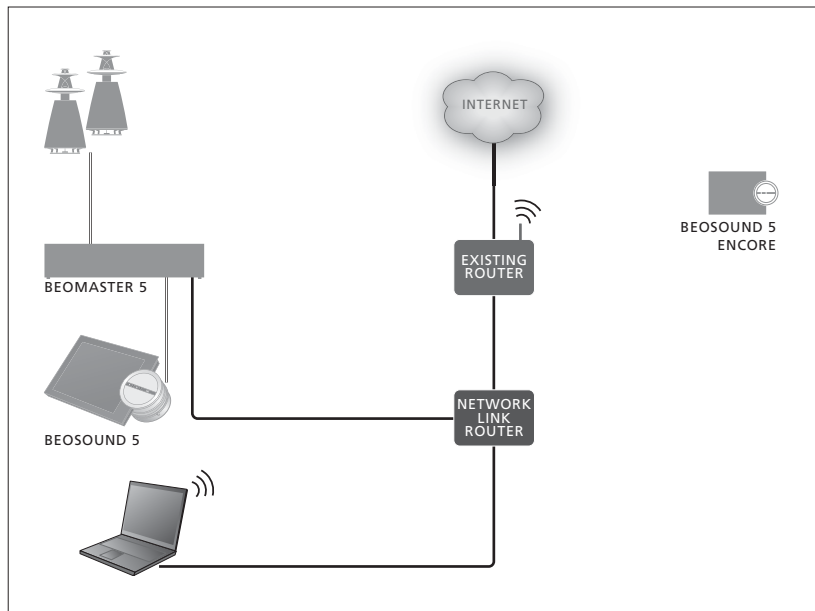 INTERNET
BEOSOUND 5
ENCORE
EXISTING
ROUTER
BEOMASTER 5
NETWORK
LINK
ROUTER
BEOSOUND 5